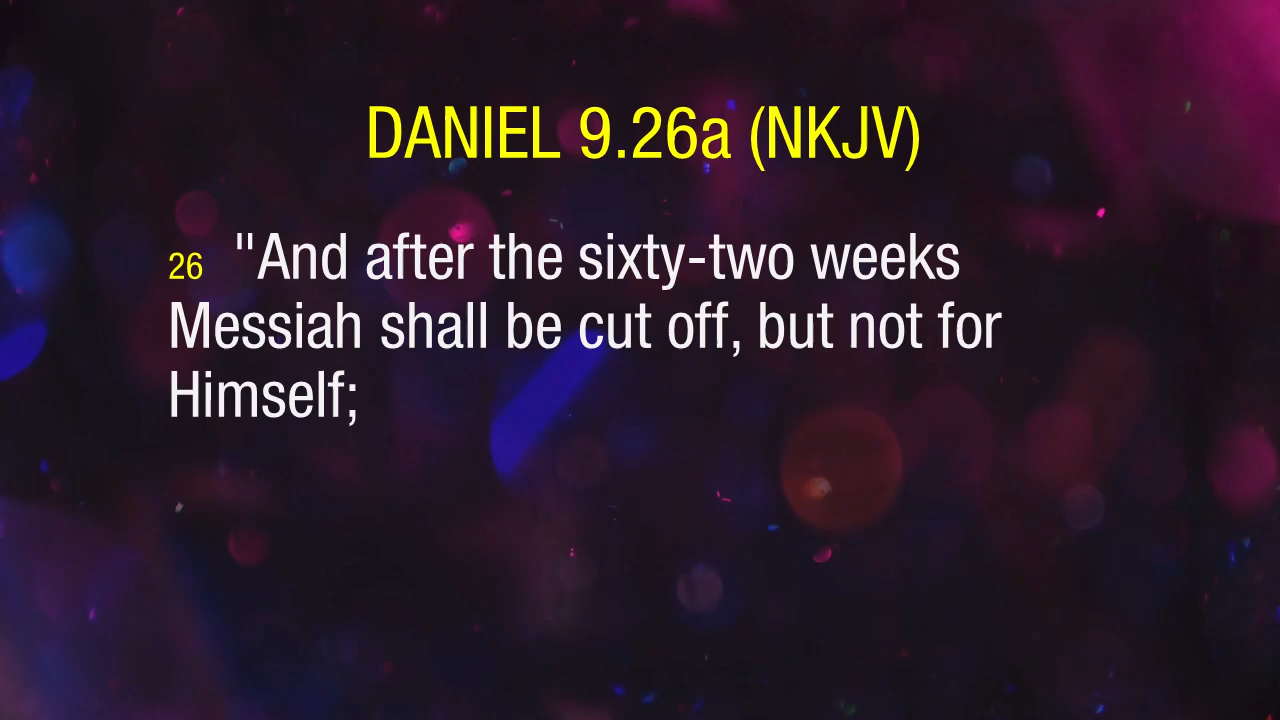 DANIEL 9.26a (NKJV)
26 "And after the sixty-two weeks
Messiah shall be cut off, but not for
Himself;